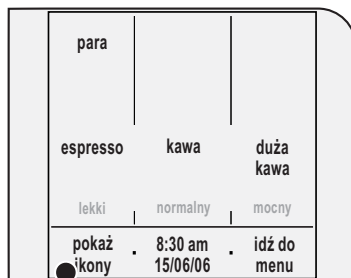 para
espresso kawa duża
kawa
lekki normalny mocny
pokaż 8:30 am idź do
ikony 15/06/06 menu